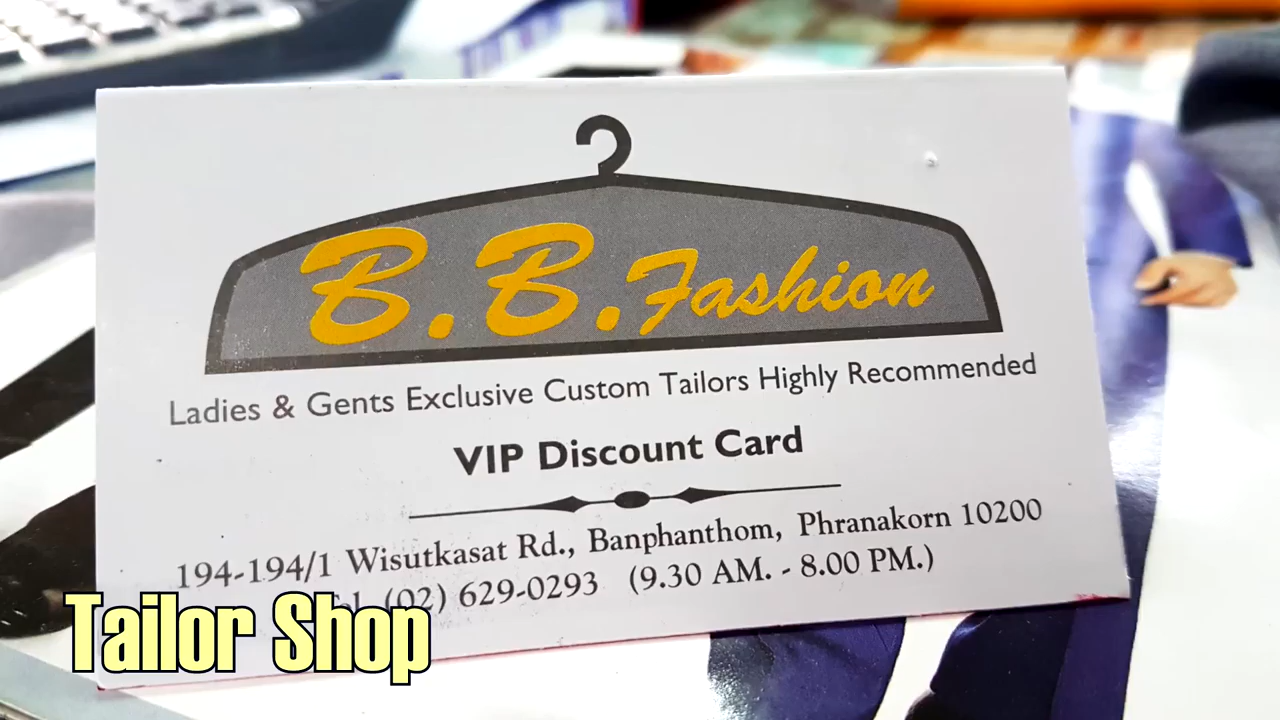 B.B.Fashion
Ladies & Gents Exclusive Custom Tailors Highly Recommended
VIP Discount Card
194-194/1 Wisutkasat Rd., Banphanthom, Phranakorn 10200
Tel. (02) 629-0293 (9.30 AM. - 8.00 PM.)
Tailor Shop